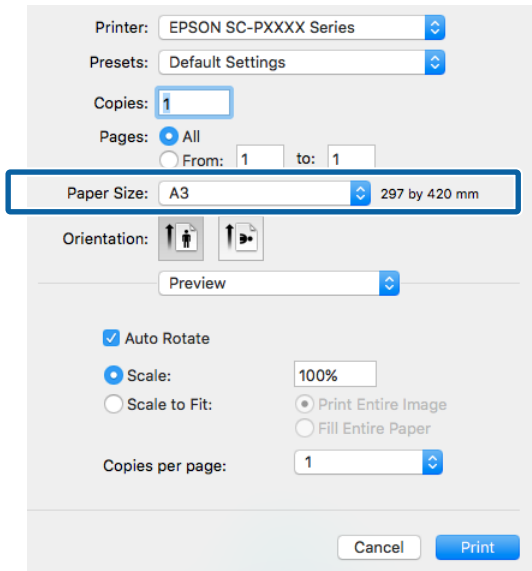 Printer: EPSON SC-PXXXX Series
Presets: Default Settings
Copies: 1
Pages: All
From: 1 to: 1
Paper Size: A3 297 by 420 mm
Orientation:
Preview
Auto Rotate
Scale: 100%
Scale to Fit: Print Entire Image
Fill Entire Paper
Copies per page: 1
Cancel Print